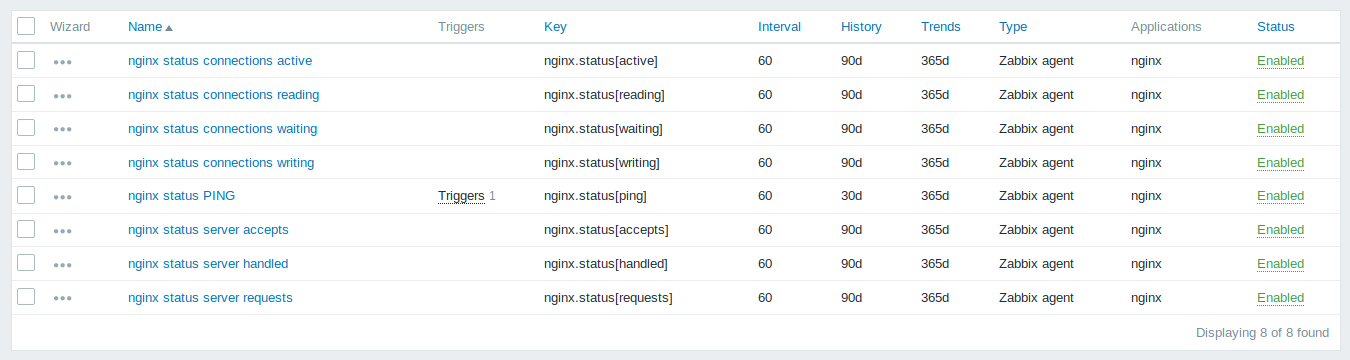 Wizard Name Triggers Key Interval History Trends Type Applications Status
nginx status connections active nginx.status[active] 60 90d 365d Zabbix agent nginx Enabled
nginx status connections reading nginx.status[reading] 60 90d 365d Zabbix agent nginx Enabled
nginx status connections waiting nginx.status[waiting] 60 90d 365d Zabbix agent nginx Enabled
nginx status connections writing nginx.status[writing] 60 90d 365d Zabbix agent nginx Enabled
nginx status PING Triggers 1 nginx.status[ping] 60 30d 365d Zabbix agent nginx Enabled
nginx status server accepts nginx.status[accepts] 60 90d 365d Zabbix agent nginx Enabled
nginx status server handled nginx.status[handled] 60 90d 365d Zabbix agent nginx Enabled
nginx status server requests nginx.status[requests] 60 90d 365d Zabbix agent nginx Enabled
Displaying 8 of 8 found